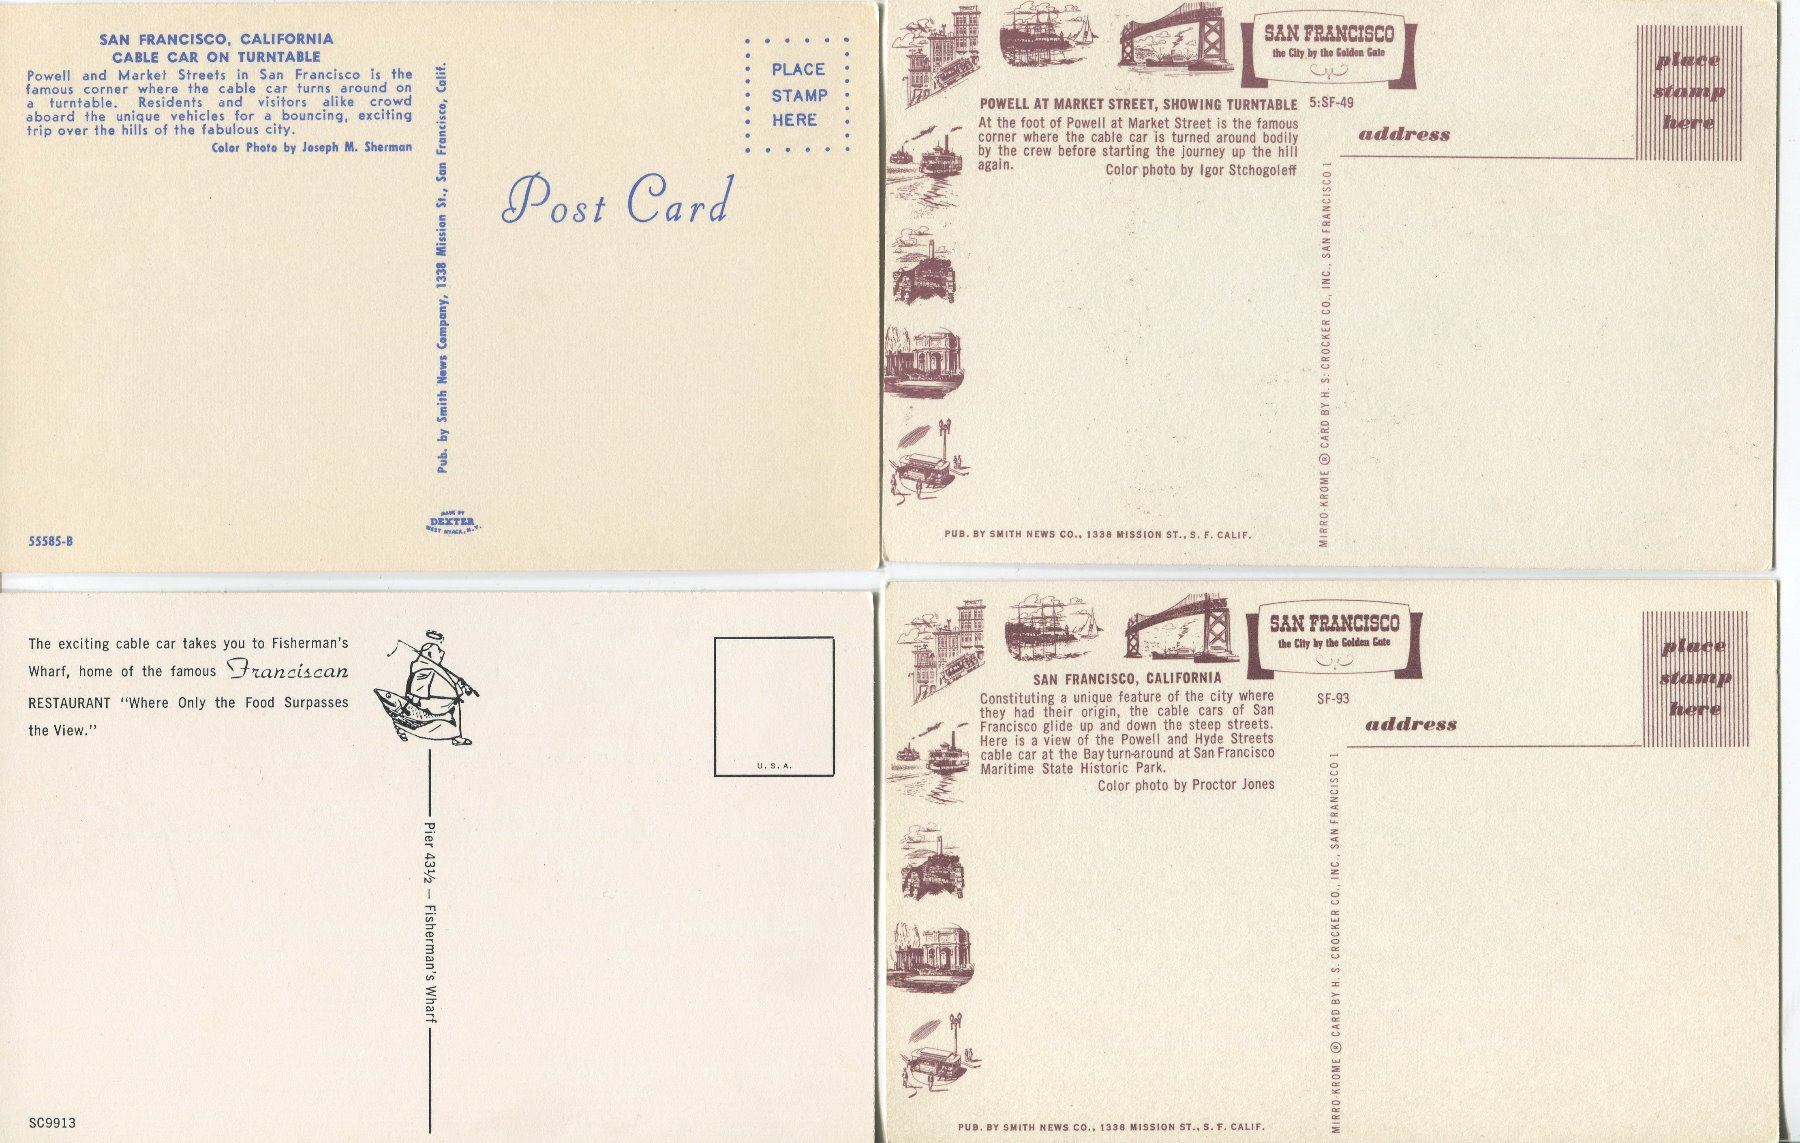 SAN FRANCISCO, CALIFORNIA
CABLE CAR ON TURNTABLE
Powell and Market Streets in San Francisco is the
famous corner where the cable car turns around on
a turntable. Residents and visitors alike crowd
aboard the unique vehicles for a bouncing, exciting
trip over the hills of the fabulous city.
Color Photo by Joseph M. Sherman
Pub. by Smith News Company, 1338 Mission St., San Francisco, Calif.
PLACE
STAMP
HERE
Post Card
MADE BY
DEXTER
WEST NYACK, N.Y.
55585-B
SAN FRANCISCO
the City by the Golden Gate
place
stamp
here
POWELL AT MARKET STREET, SHOWING TURNTABLE 5:SF-49
At the foot of Powell at Market Street is the famous
corner where the cable car is turned around bodily
by the crew before starting the journey up the hill
again.
Color photo by Igor Stchogoleff
address
MIRRO-KROME ® CARD BY H. S. CROCKER CO., INC., SAN FRANCISCO 1
PUB. BY SMITH NEWS CO., 1338 MISSION ST., S. F. CALIF.
The exciting cable car takes you to Fisherman's
Wharf, home of the famous Franciscan
RESTAURANT "Where Only the Food Surpasses
the View."
U. S. A.
Pier 43½ — Fisherman's Wharf
SC9913
SAN FRANCISCO
the City by the Golden Gate
place
stamp
here
SAN FRANCISCO, CALIFORNIA
SF-93
Constituting a unique feature of the city where
they had their origin, the cable cars of San
Francisco glide up and down the steep streets.
Here is a view of the Powell and Hyde Streets
cable car at the Bay turn-around at San Francisco
Maritime State Historic Park.
Color photo by Proctor Jones
address
MIRRO-KROME ® CARD BY H. S. CROCKER CO., INC., SAN FRANCISCO 1
PUB. BY SMITH NEWS CO., 1338 MISSION ST., S. F. CALIF.